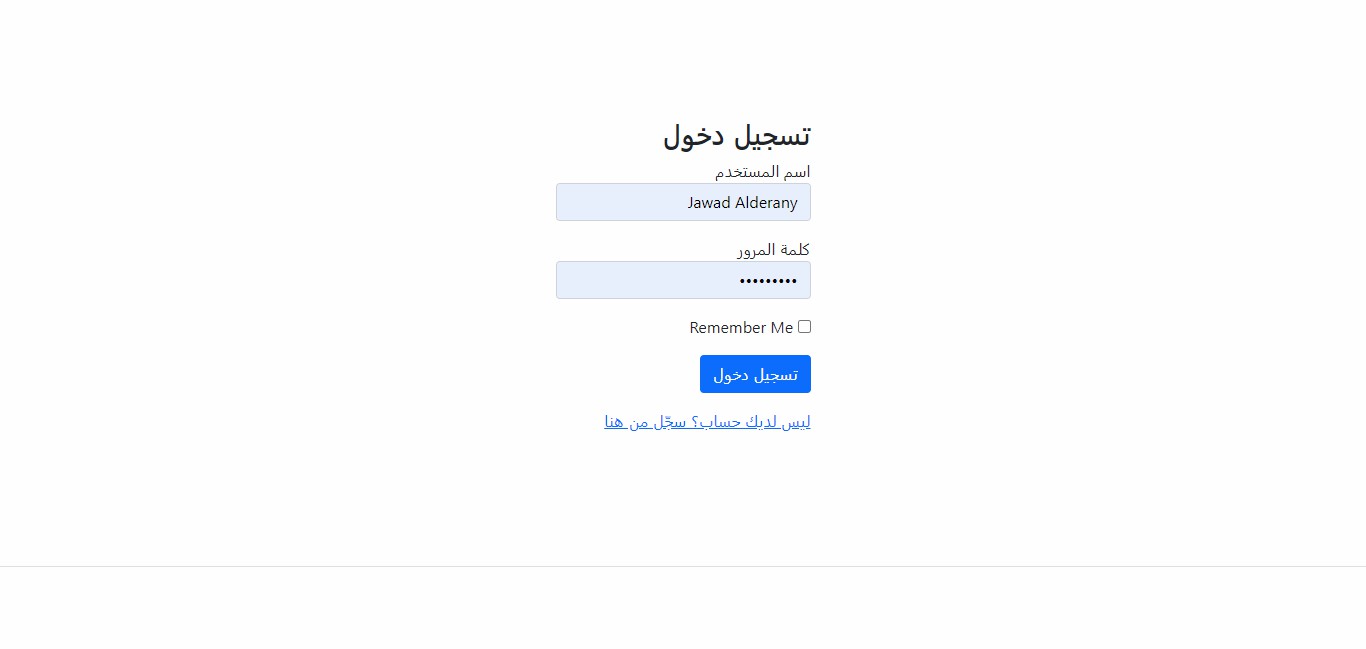 تسجيل دخول
اسم المستخدم
Jawad Alderany
كلمة المرور
•••••••••
Remember Me
تسجيل دخول
ليس لديك حساب؟ سجّل من هنا